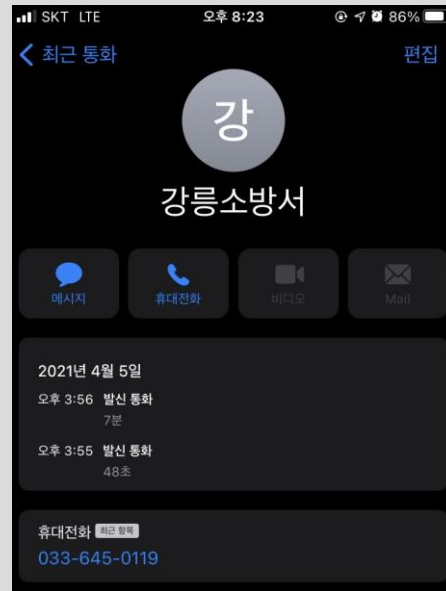 SKT LTE 오후 8:23 86%
최근 통화 편집
강
강릉소방서
메시지 휴대전화 비디오 Mail
2021년 4월 5일
오후 3:56 발신 통화
7분
오후 3:55 발신 통화
48초
휴대전화 최근 항목
033-645-0119